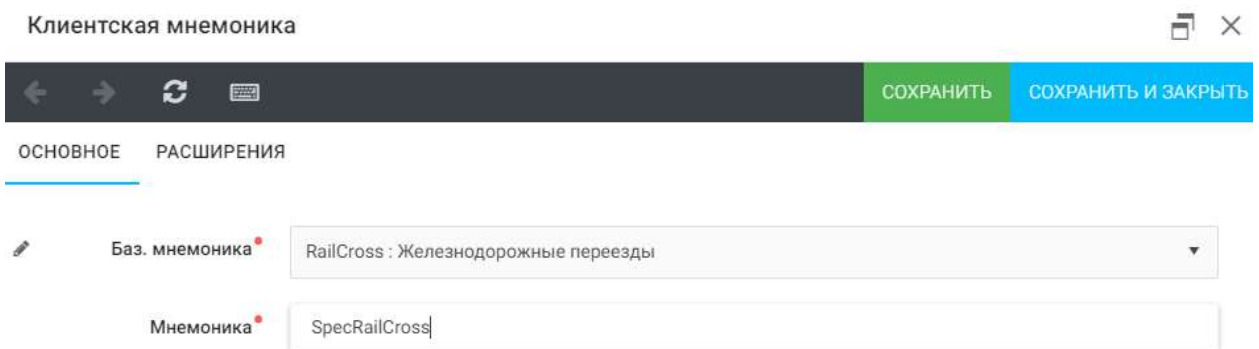 Клиентская мнемоника
СОХРАНИТЬ СОХРАНИТЬ И ЗАКРЫТЬ
ОСНОВНОЕ РАСШИРЕНИЯ
Баз. мнемоника RailCross : Железнодорожные переезды
Мнемоника SpecRailCross